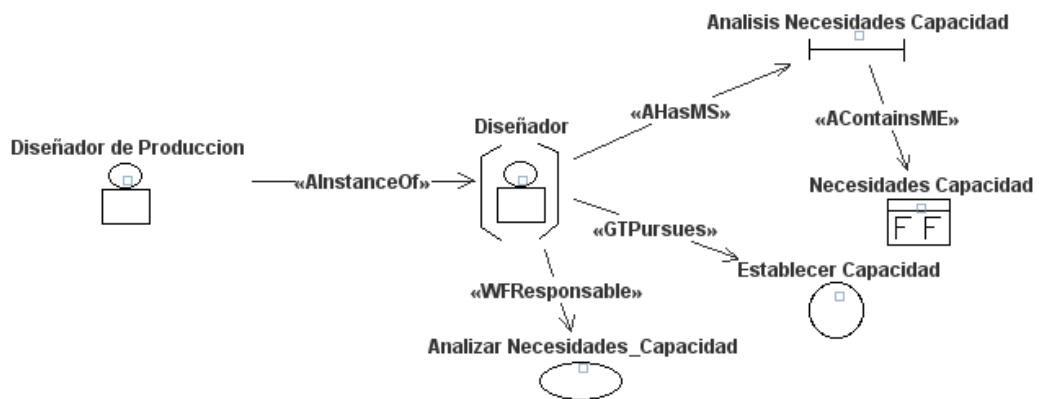 Analisis Necesidades Capacidad
«AHasMS»
«AContainsME»
Diseñador
Diseñador de Produccion
«AInstanceOf»
Necesidades Capacidad
F F
«GTPursues»
Establecer Capacidad
«WFResponsable»
Analizar Necesidades_Capacidad